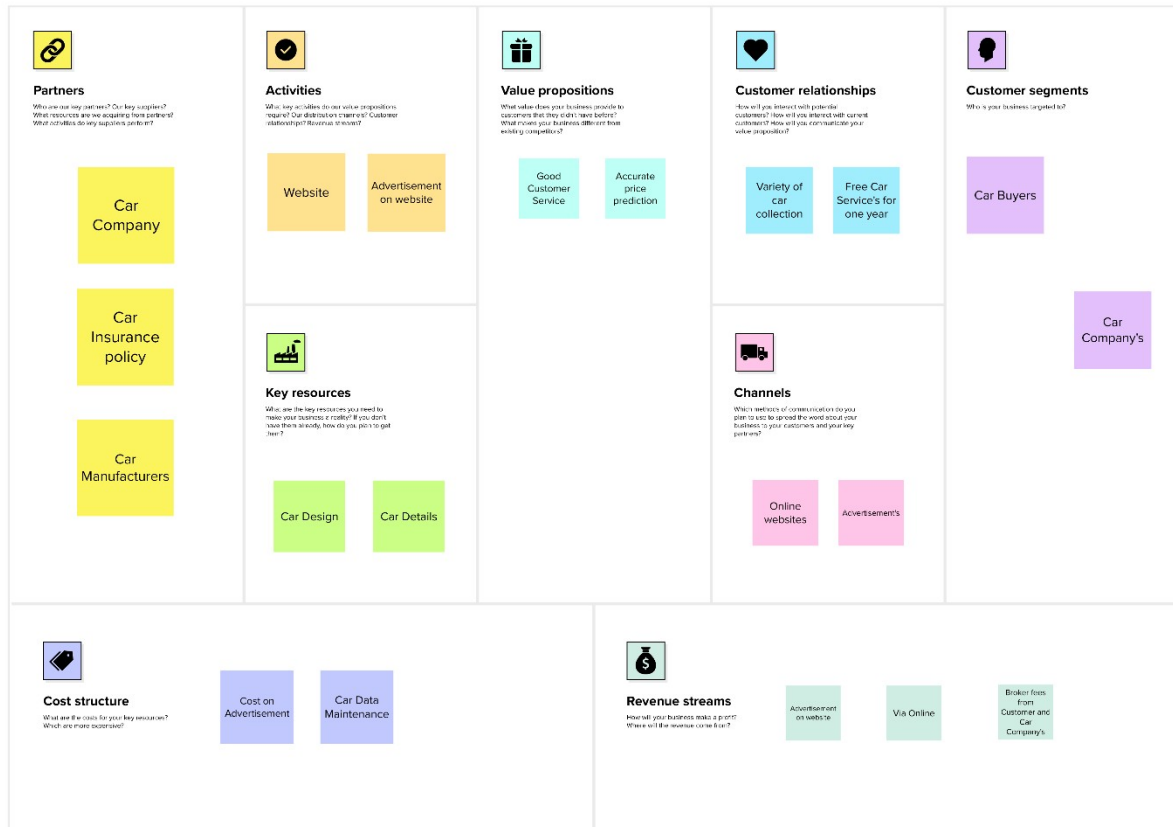 Partners
Who are our key partners? Our key suppliers?
What resources are we acquiring from partners?
What activities do key suppliers perform?
Car
Company
Car
Insurance
policy
Car
Manufacturers
Activities
What key activities do our value propositions
require? Our distribution channels? Customer
relationships? Revenue streams?
Website
Advertisement
on website
Key resources
What are the key resources you need to
make your business a reality? If you don't
have them already, how do you plan to get
them?
Car Design
Car Details
Value propositions
What value does your business provide to
customers that they didn't have before?
What makes your business different from
existing competitors?
Good
Customer
Service
Accurate
price
prediction
Customer relationships
How will you interact with potential
customers? How will you interact with current
customers? How will you communicate your
value proposition?
Variety of
car
collection
Free Car
Service's for
one year
Channels
Which methods of communication do you
plan to use to spread the word about your
business to your customers and your key
partners?
Online
websites
Advertisement's
Customer segments
Who is your business targeted to?
Car Buyers
Car
Company's
Cost structure
What are the costs for your key resources?
Which are more expensive?
Cost on
Advertisement
Car Data
Maintenance
Revenue streams
How will your business make a profit?
Where will the revenue come from?
Advertisement
on website
Via Online
Broker fees
from
Customer and
Car
Company's